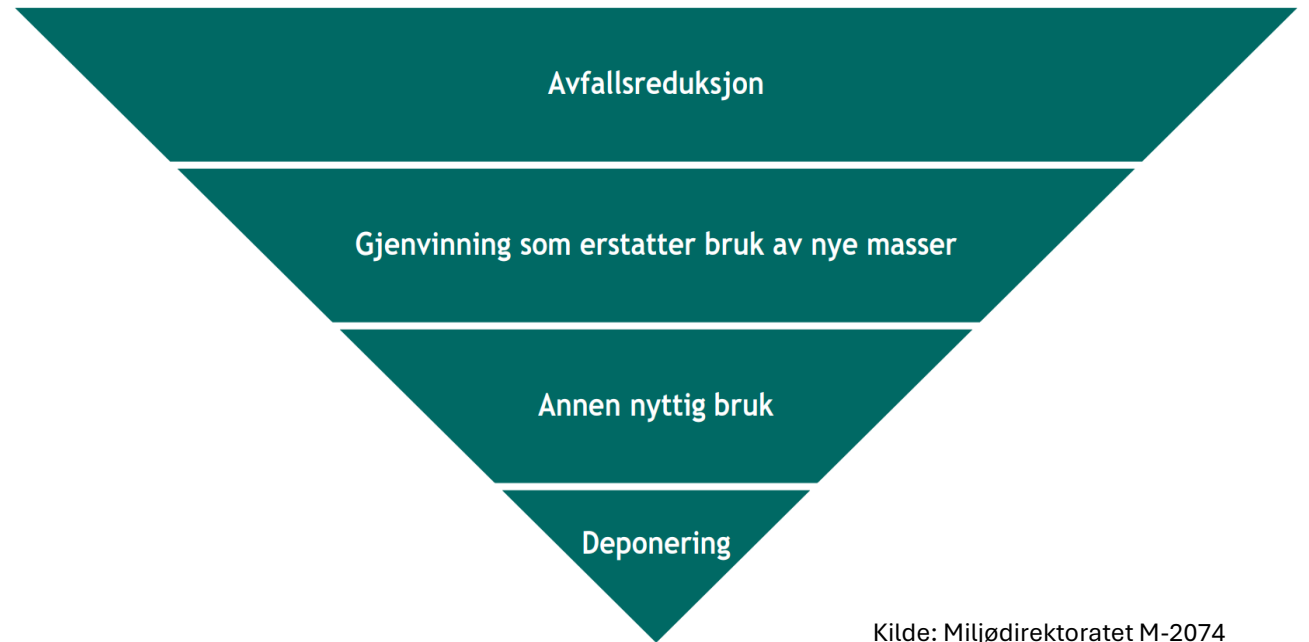 Avfallsreduksjon
Gjenvinning som erstatter bruk av nye masser
Annen nyttig bruk
Deponering
Kilde: Miljødirektoratet M-2074